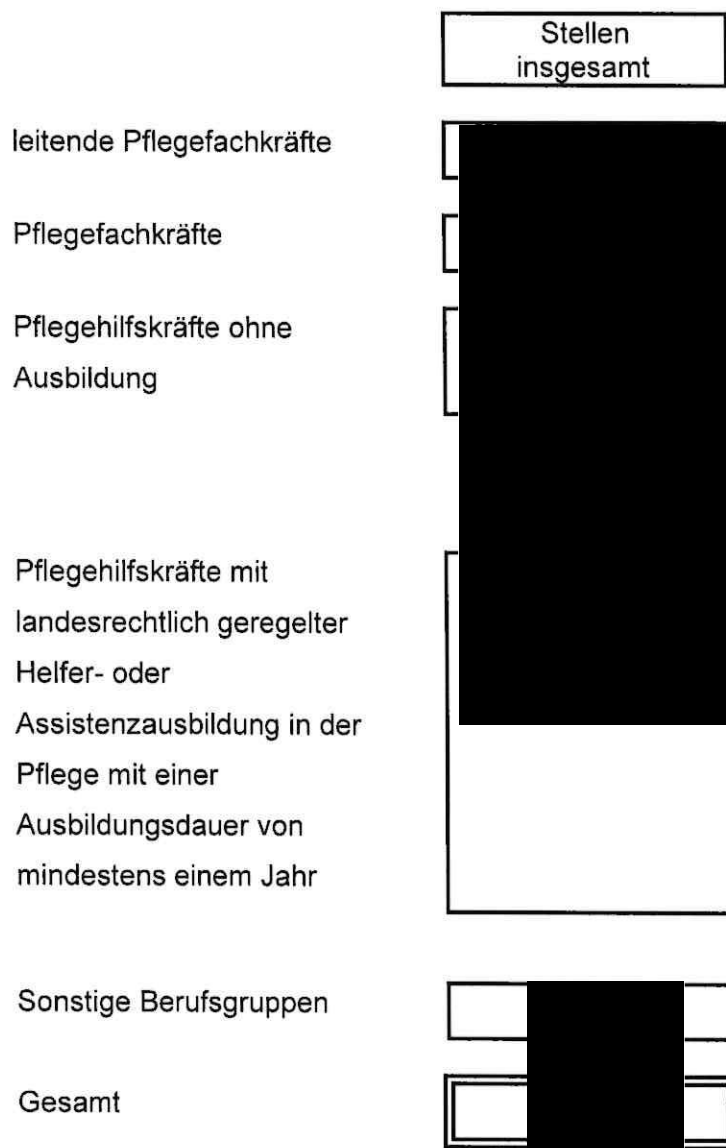 Stellen
insgesamt
leitende Pflegefachkräfte
Pflegefachkräfte
Pflegehilfskräfte ohne
Ausbildung
Pflegehilfskräfte mit
landesrechtlich geregelter
Helfer- oder
Assistenzausbildung in der
Pflege mit einer
Ausbildungsdauer von
mindestens einem Jahr
Sonstige Berufsgruppen
Gesamt